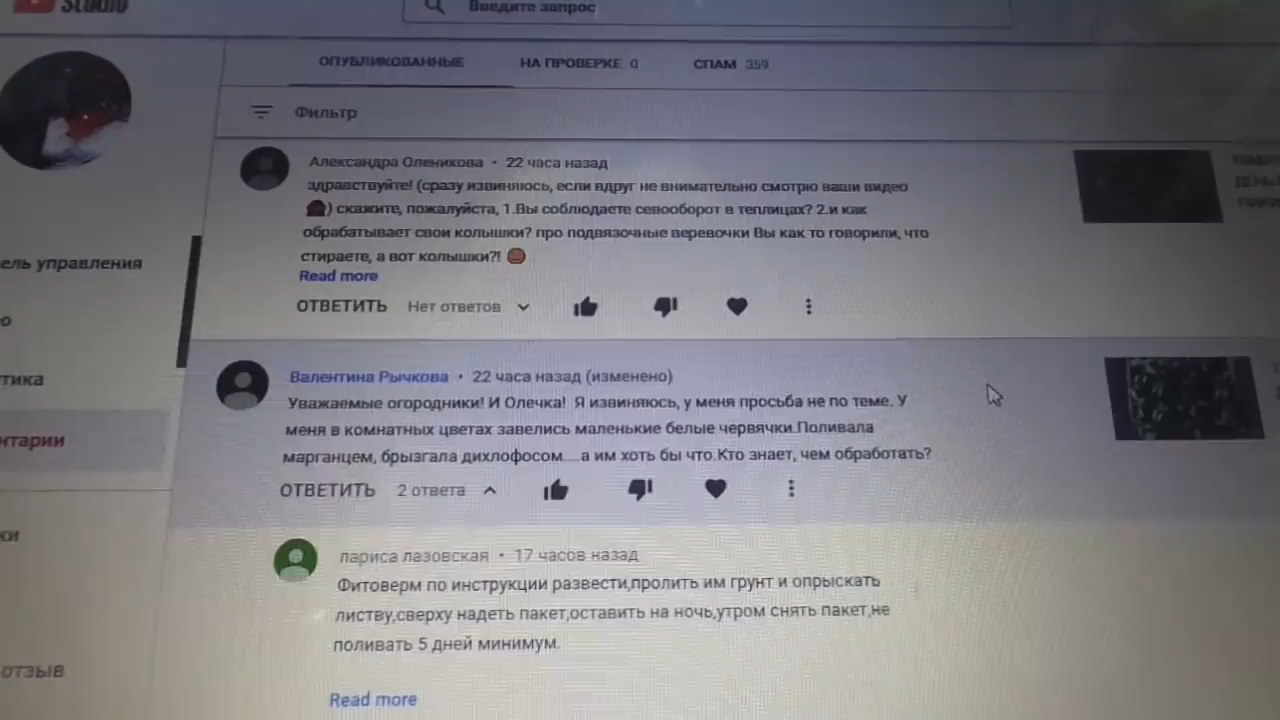 Studio
Введите запрос
ОПУБЛИКОВАННЫЕ НА ПРОВЕРКЕ 0 СПАМ 359
Фильтр
Александра Оленикова • 22 часа назад
здравствуйте! (сразу извиняюсь, если вдруг не внимательно смотрю ваши видео
) скажите, пожалуйста, 1.Вы соблюдаете севооборот в теплицах? 2.и как
обрабатывает свои колышки? про подвязочные веревочки Вы как то говорили, что
стираете, а вот колышки?!
Read more
ОТВЕТИТЬ Нет ответов
ель управления
о
тика
нтарии
ки
отзыв
Валентина Рычкова • 22 часа назад (изменено)
Уважаемые огородники! И Олечка! Я извиняюсь, у меня просьба не по теме. У
меня в комнатных цветах завелись маленькие белые червячки.Поливала
марганцем, брызгала дихлофосом....а им хоть бы что.Кто знает, чем обработать?
ОТВЕТИТЬ 2 ответа
лариса лазовская • 17 часов назад
Фитоверм по инструкции развести,пролить им грунт и опрыскать
листву,сверху надеть пакет,оставить на ночь,утром снять пакет,не
поливать 5 дней минимум.
Read more